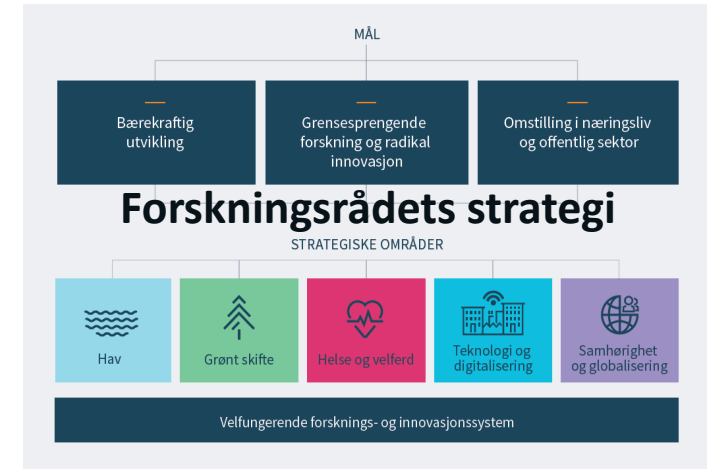 MÅL
Bærekraftig
utvikling
Grensesprengende
forskning og radikal
innovasjon
Omstilling i næringsliv
og offentlig sektor
Forskningsrådets strategi
STRATEGISKE OMRÅDER
Hav
Grønt skifte
Helse og velferd
Teknologi og
digitalisering
Samhørighet
og globalisering
Velfungerende forsknings- og innovasjonssystem